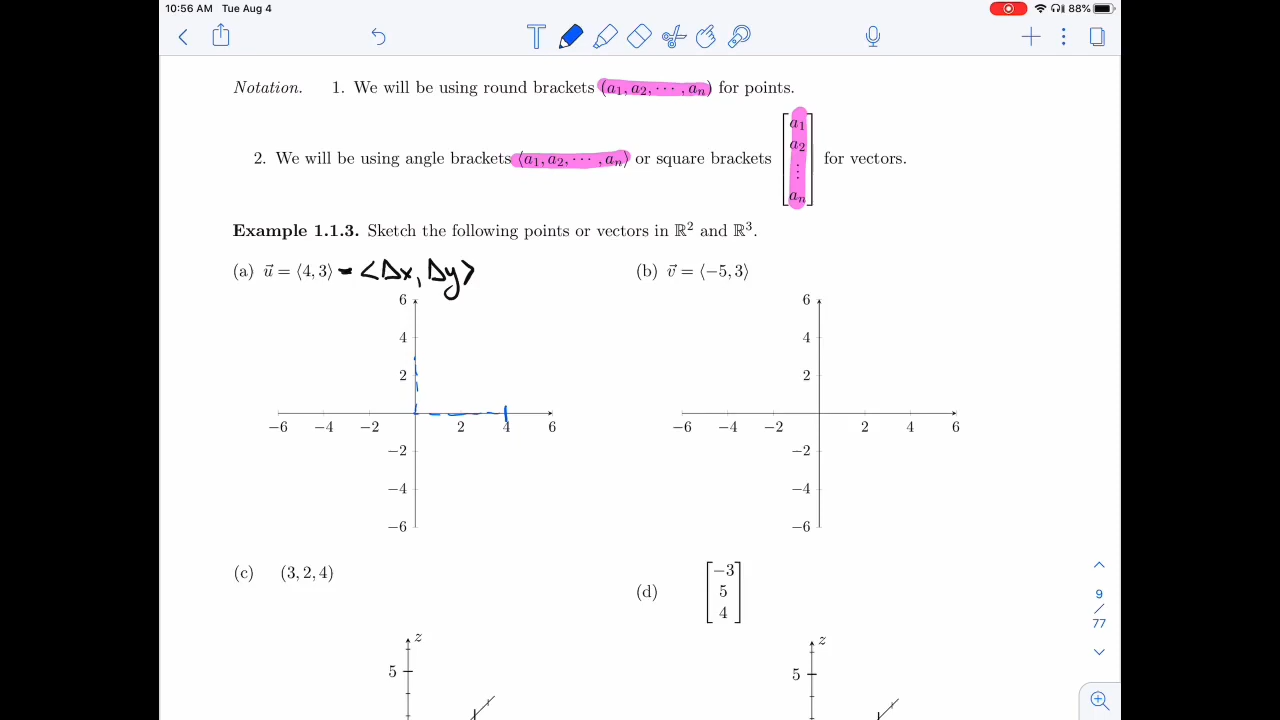 10:56 AM Tue Aug 4 88%
Notation. 1. We will be using round brackets (a₁, a₂, ⋯ , aₙ) for points.
2. We will be using angle brackets ⟨a₁, a₂, ⋯ , aₙ⟩ or square brackets [a₁ a₂ ⋮ aₙ] for vectors.
Example 1.1.3. Sketch the following points or vectors in ℝ² and ℝ³.
(a) u⃗ = ⟨4, 3⟩ = <Δx, Δy>
(b) v⃗ = ⟨−5, 3⟩
6
4
2
−6 −4 −2 2 4 6
−2
−4
−6
6
4
2
−6 −4 −2 2 4 6
−2
−4
−6
(c) (3, 2, 4)
(d) [−3 5 4]
z
5
z
5
9
/
77